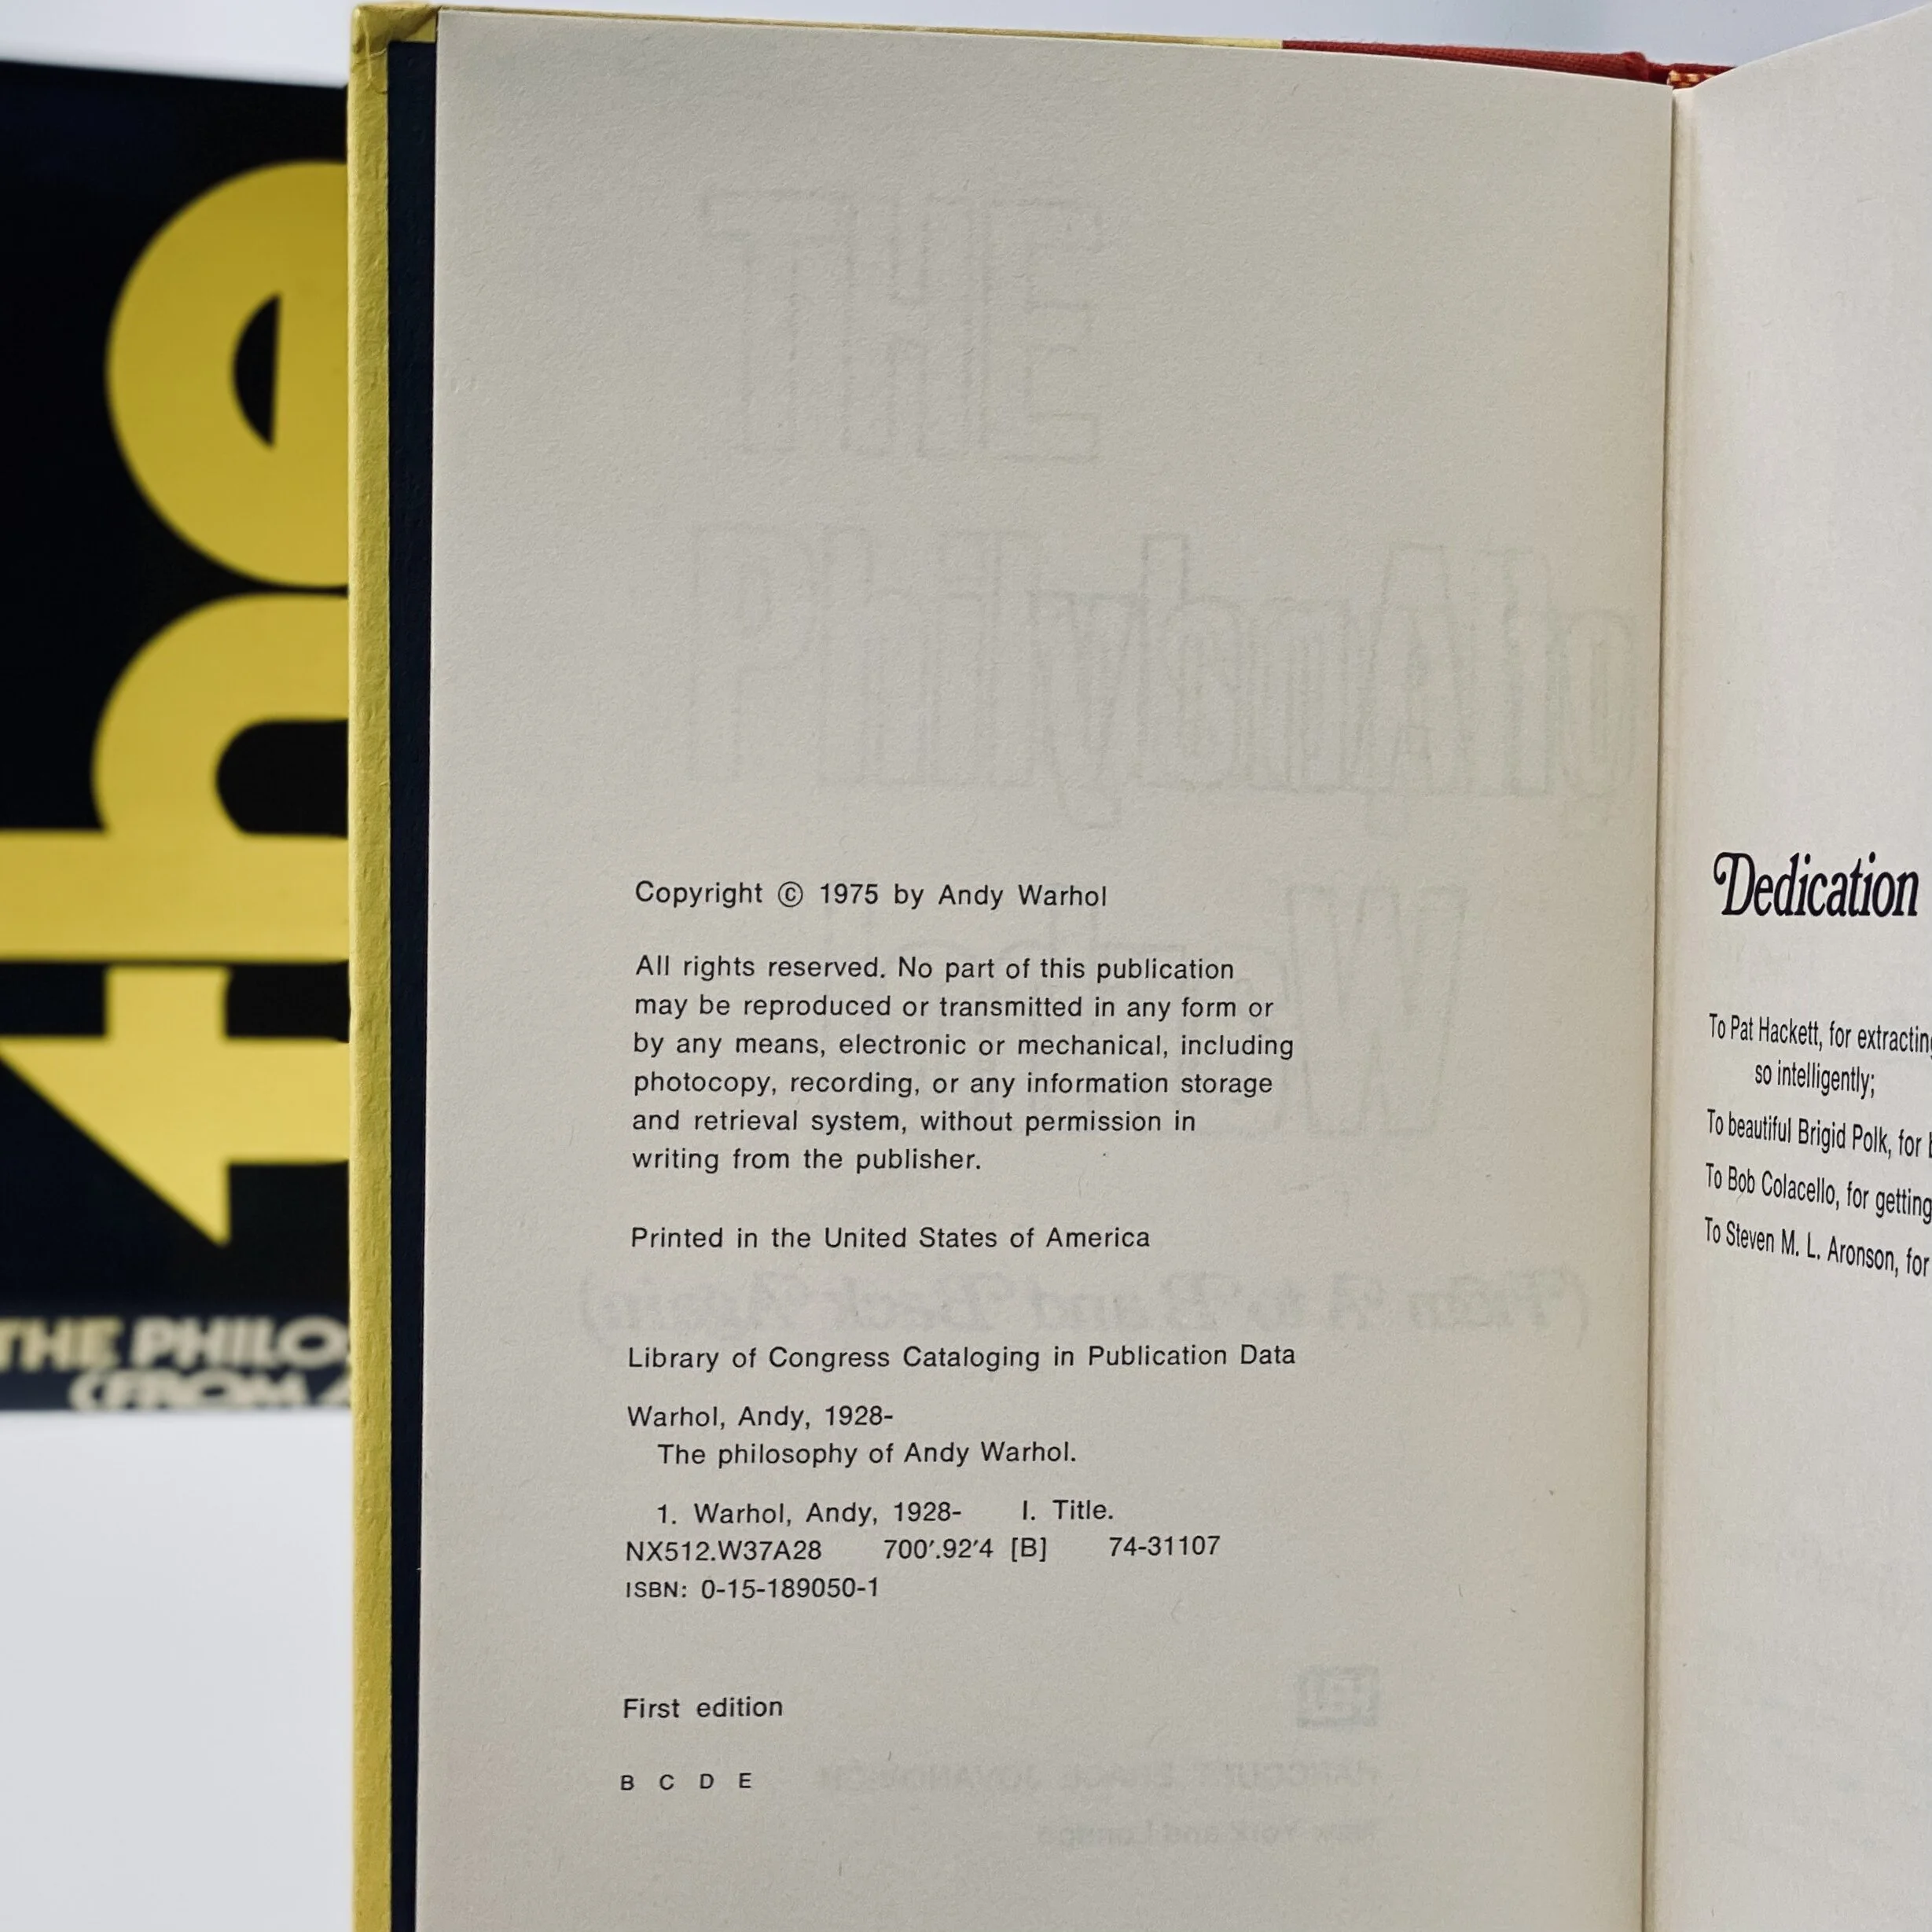 the
THE PHILOS
(FROM A
Copyright © 1975 by Andy Warhol
All rights reserved. No part of this publication
may be reproduced or transmitted in any form or
by any means, electronic or mechanical, including
photocopy, recording, or any information storage
and retrieval system, without permission in
writing from the publisher.
Printed in the United States of America
Library of Congress Cataloging in Publication Data
Warhol, Andy, 1928-
The philosophy of Andy Warhol.
1. Warhol, Andy, 1928- I. Title.
NX512.W37A28 700′.92′4 [B] 74-31107
ISBN: 0-15-189050-1
First edition
B C D E
Dedication
To Pat Hackett, for extracting
so intelligently;
To beautiful Brigid Polk, for
To Bob Colacello, for getting
To Steven M. L. Aronson, for